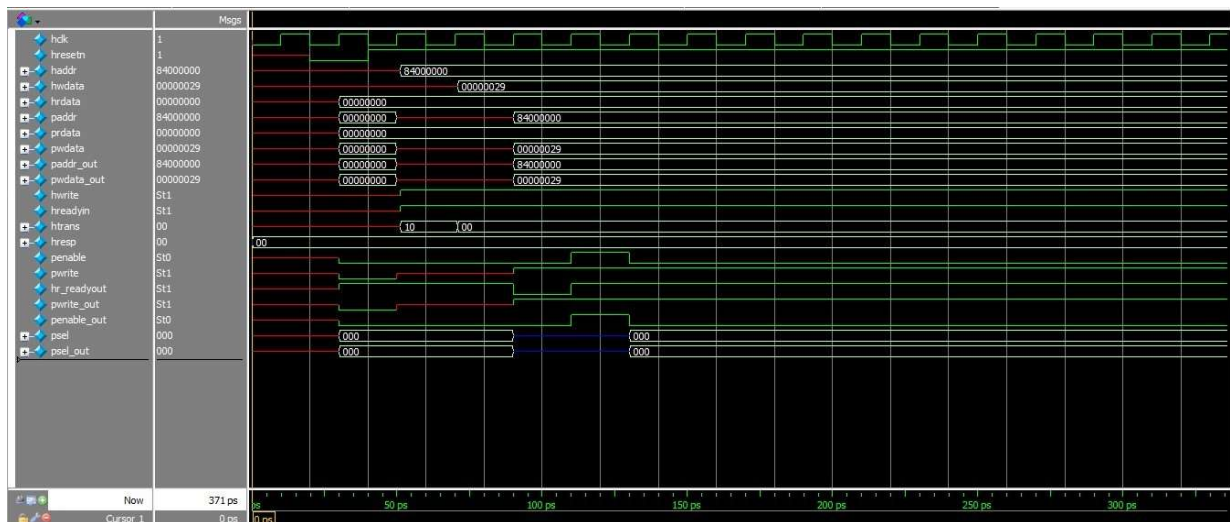 Msgs
hclk 1
hresetn 1
haddr 84000000 84000000
hwdata 00000029 00000029
hrdata 00000000 00000000
paddr 84000000 00000000 84000000
prdata 00000000 00000000
pwdata 00000029 00000000 00000029
paddr_out 84000000 00000000 84000000
pwdata_out 00000029 00000000 00000029
hwrite St1
hreadyin St1
htrans 00 10 00
hresp 00 00
penable St0
pwrite St1
hr_readyout St1
pwrite_out St1
penable_out St0
psel 000 000 000
psel_out 000 000 000
Now 371 ps ps 50 ps 100 ps 150 ps 200 ps 250 ps 300 ps
Cursor 1 0 ps 0 ps